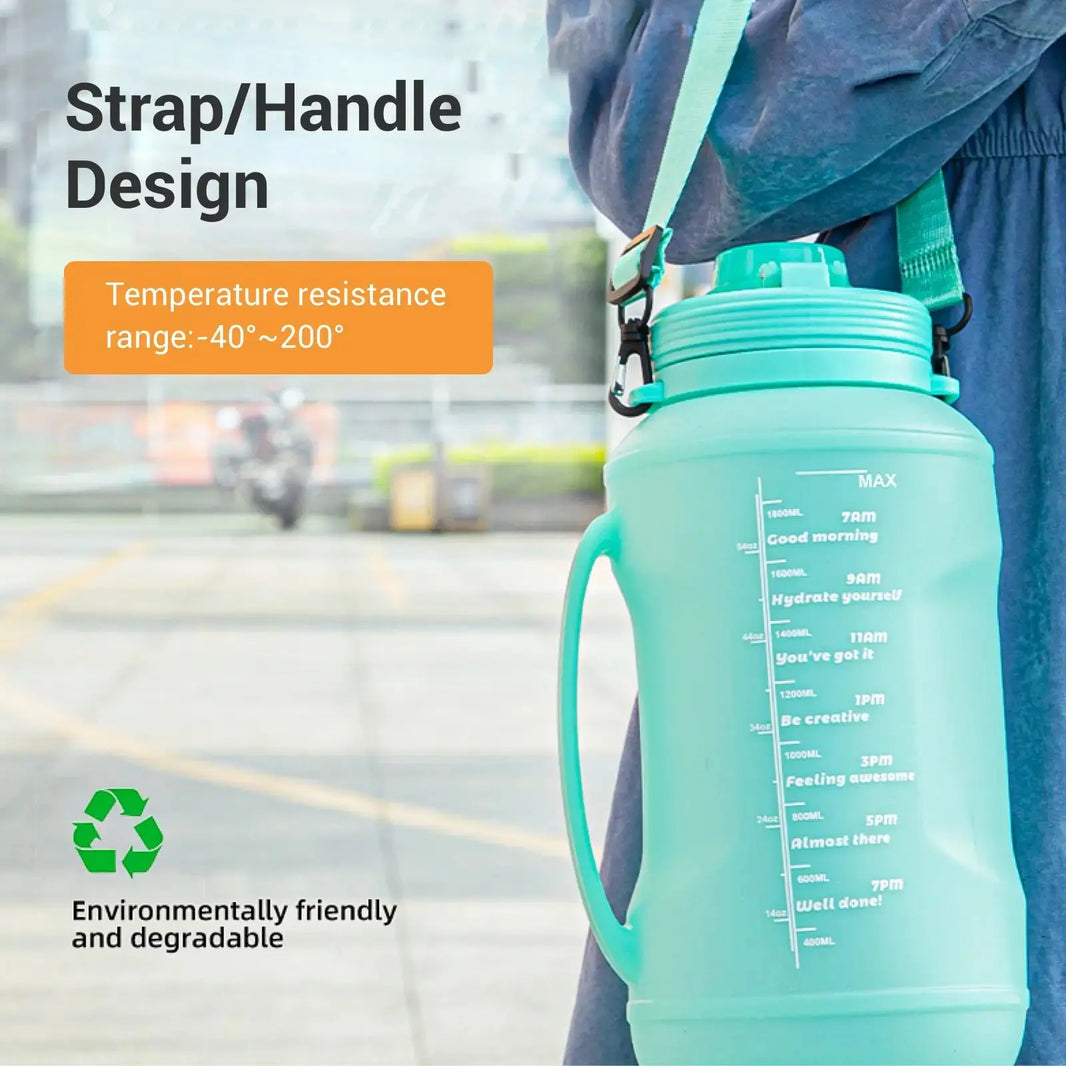 Strap/Handle
Design
Temperature resistance
range:-40°~200°
MAX
1800ML 7AM
Good morning
54oz
1600ML 9AM
Hydrate yourself
44oz 1400ML 11AM
You've got it
1200ML 1PM
Be creative
34oz
1000ML 3PM
Feeling awesome
24oz 800ML 5PM
Almost there
600ML 7PM
Well done!
14oz
400ML
Environmentally friendly
and degradable